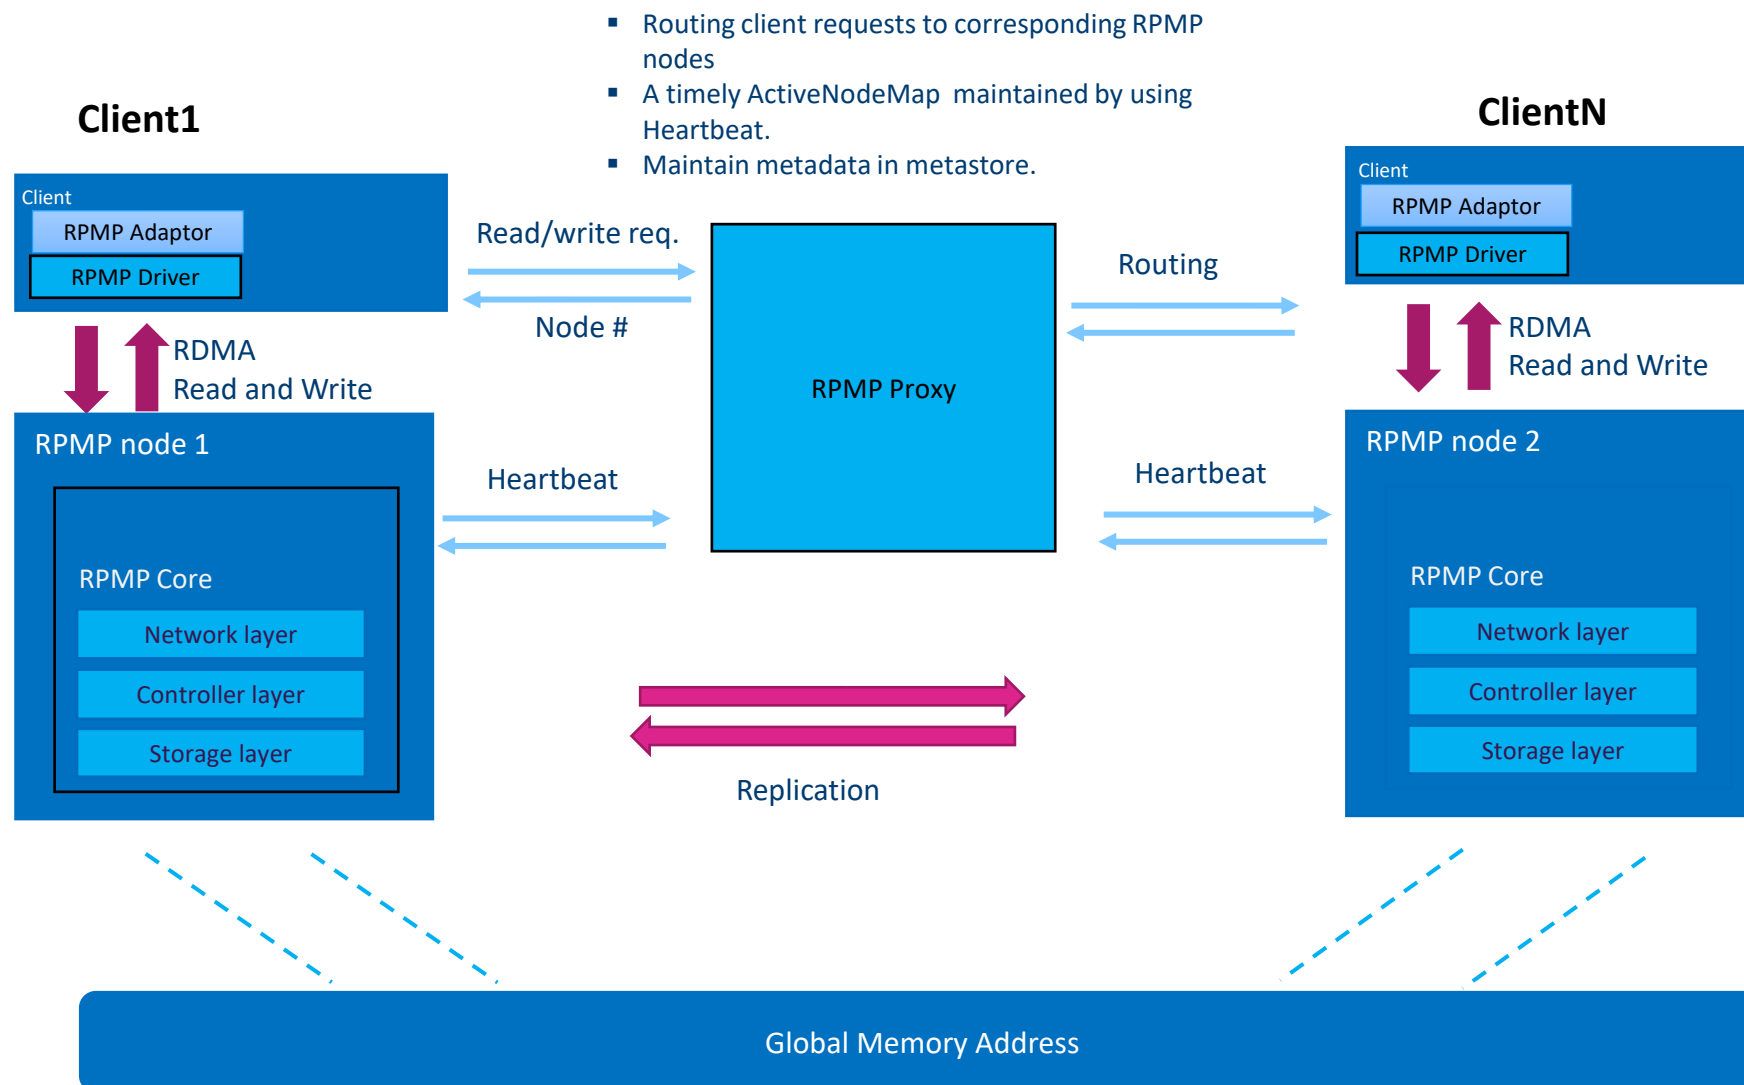 ▪ Routing client requests to corresponding RPMP
nodes
▪ A timely ActiveNodeMap maintained by using
Heartbeat.
▪ Maintain metadata in metastore.
Client1
ClientN
Client
RPMP Adaptor
RPMP Driver
Read/write req.
Node #
RPMP Proxy
Routing
Client
RPMP Adaptor
RPMP Driver
RDMA
Read and Write
RDMA
Read and Write
RPMP node 1
RPMP Core
Network layer
Controller layer
Storage layer
Heartbeat
Heartbeat
RPMP node 2
RPMP Core
Network layer
Controller layer
Storage layer
Replication
Global Memory Address